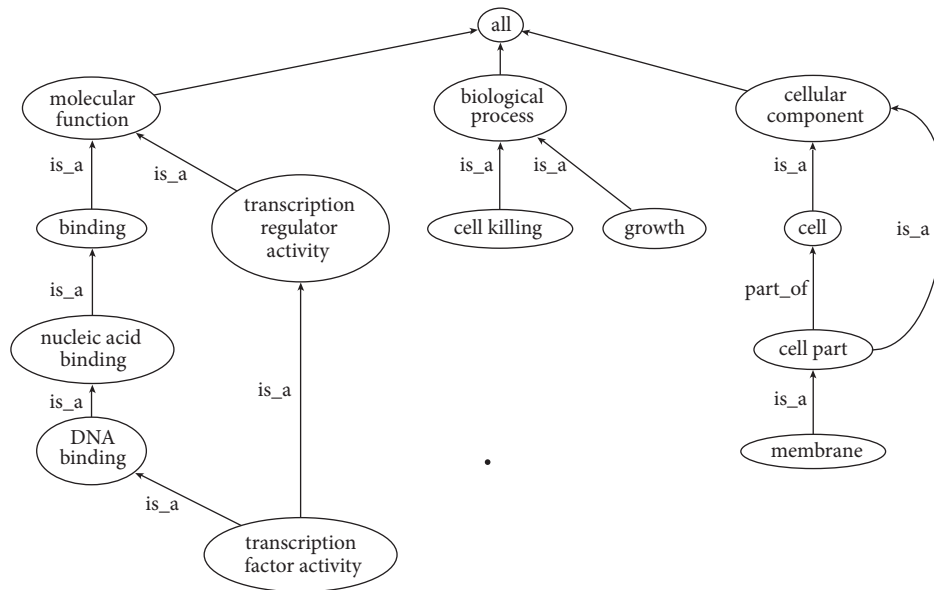 all
molecular
function
biological
process
cellular
component
is_a
is_a
is_a
is_a
is_a
binding
transcription
regulator
activity
cell killing
growth
cell
is_a
is_a
part_of
nucleic acid
binding
cell part
is_a
is_a
is_a
DNA
binding
membrane
is_a
transcription
factor activity